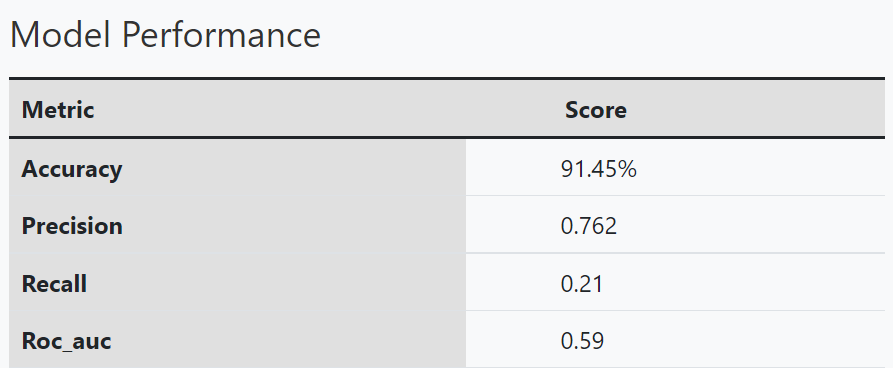 Model Performance
Metric Score
Accuracy 91.45%
Precision 0.762
Recall 0.21
Roc_auc 0.59